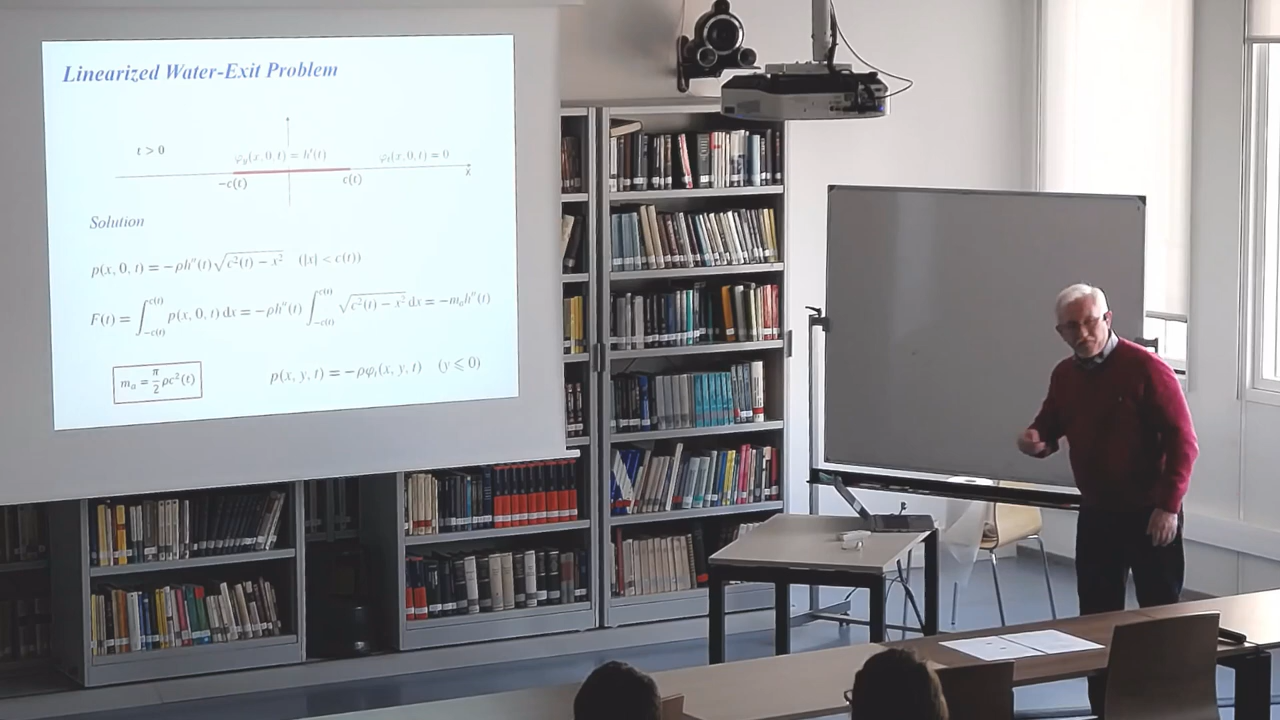 Linearized Water-Exit Problem
t > 0
φ_y(x, 0, t) = h'(t)
φ_t(x, 0, t) = 0
−c(t)
c(t)
x
Solution
p(x, 0, t) = −ρh''(t)√(c²(t) − x²) (|x| < c(t))
F(t) = ∫_{−c(t)}^{c(t)} p(x, 0, t) dx = −ρh''(t) ∫_{−c(t)}^{c(t)} √(c²(t) − x²) dx = −m_a h''(t)
m_a = π/2 ρc²(t)
p(x, y, t) = −ρφ_t(x, y, t) (y ⩽ 0)